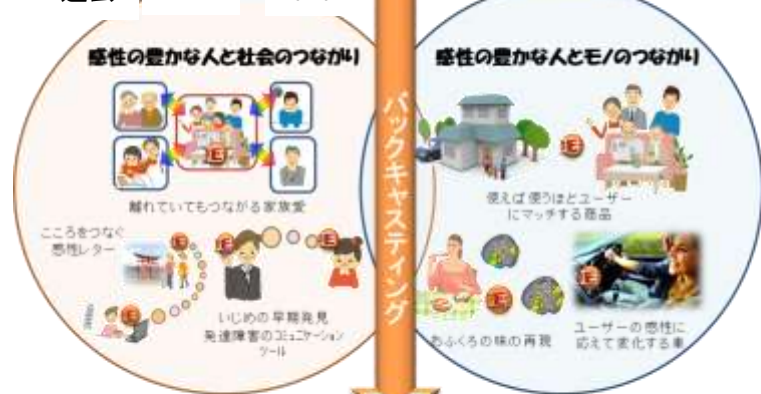 感性の豊かな人と社会のつながり
離れていてもつながる家族愛
こころをつなぐ
感性レター
いじめの早期発見
発達障害のコミュニケーション
ツール
バックキャスティング
感性の豊かな人とモノのつながり
使えば使うほどユーザー
にマッチする商品
おふくろの味の再現
ユーザーの感性に
応えて変化する車